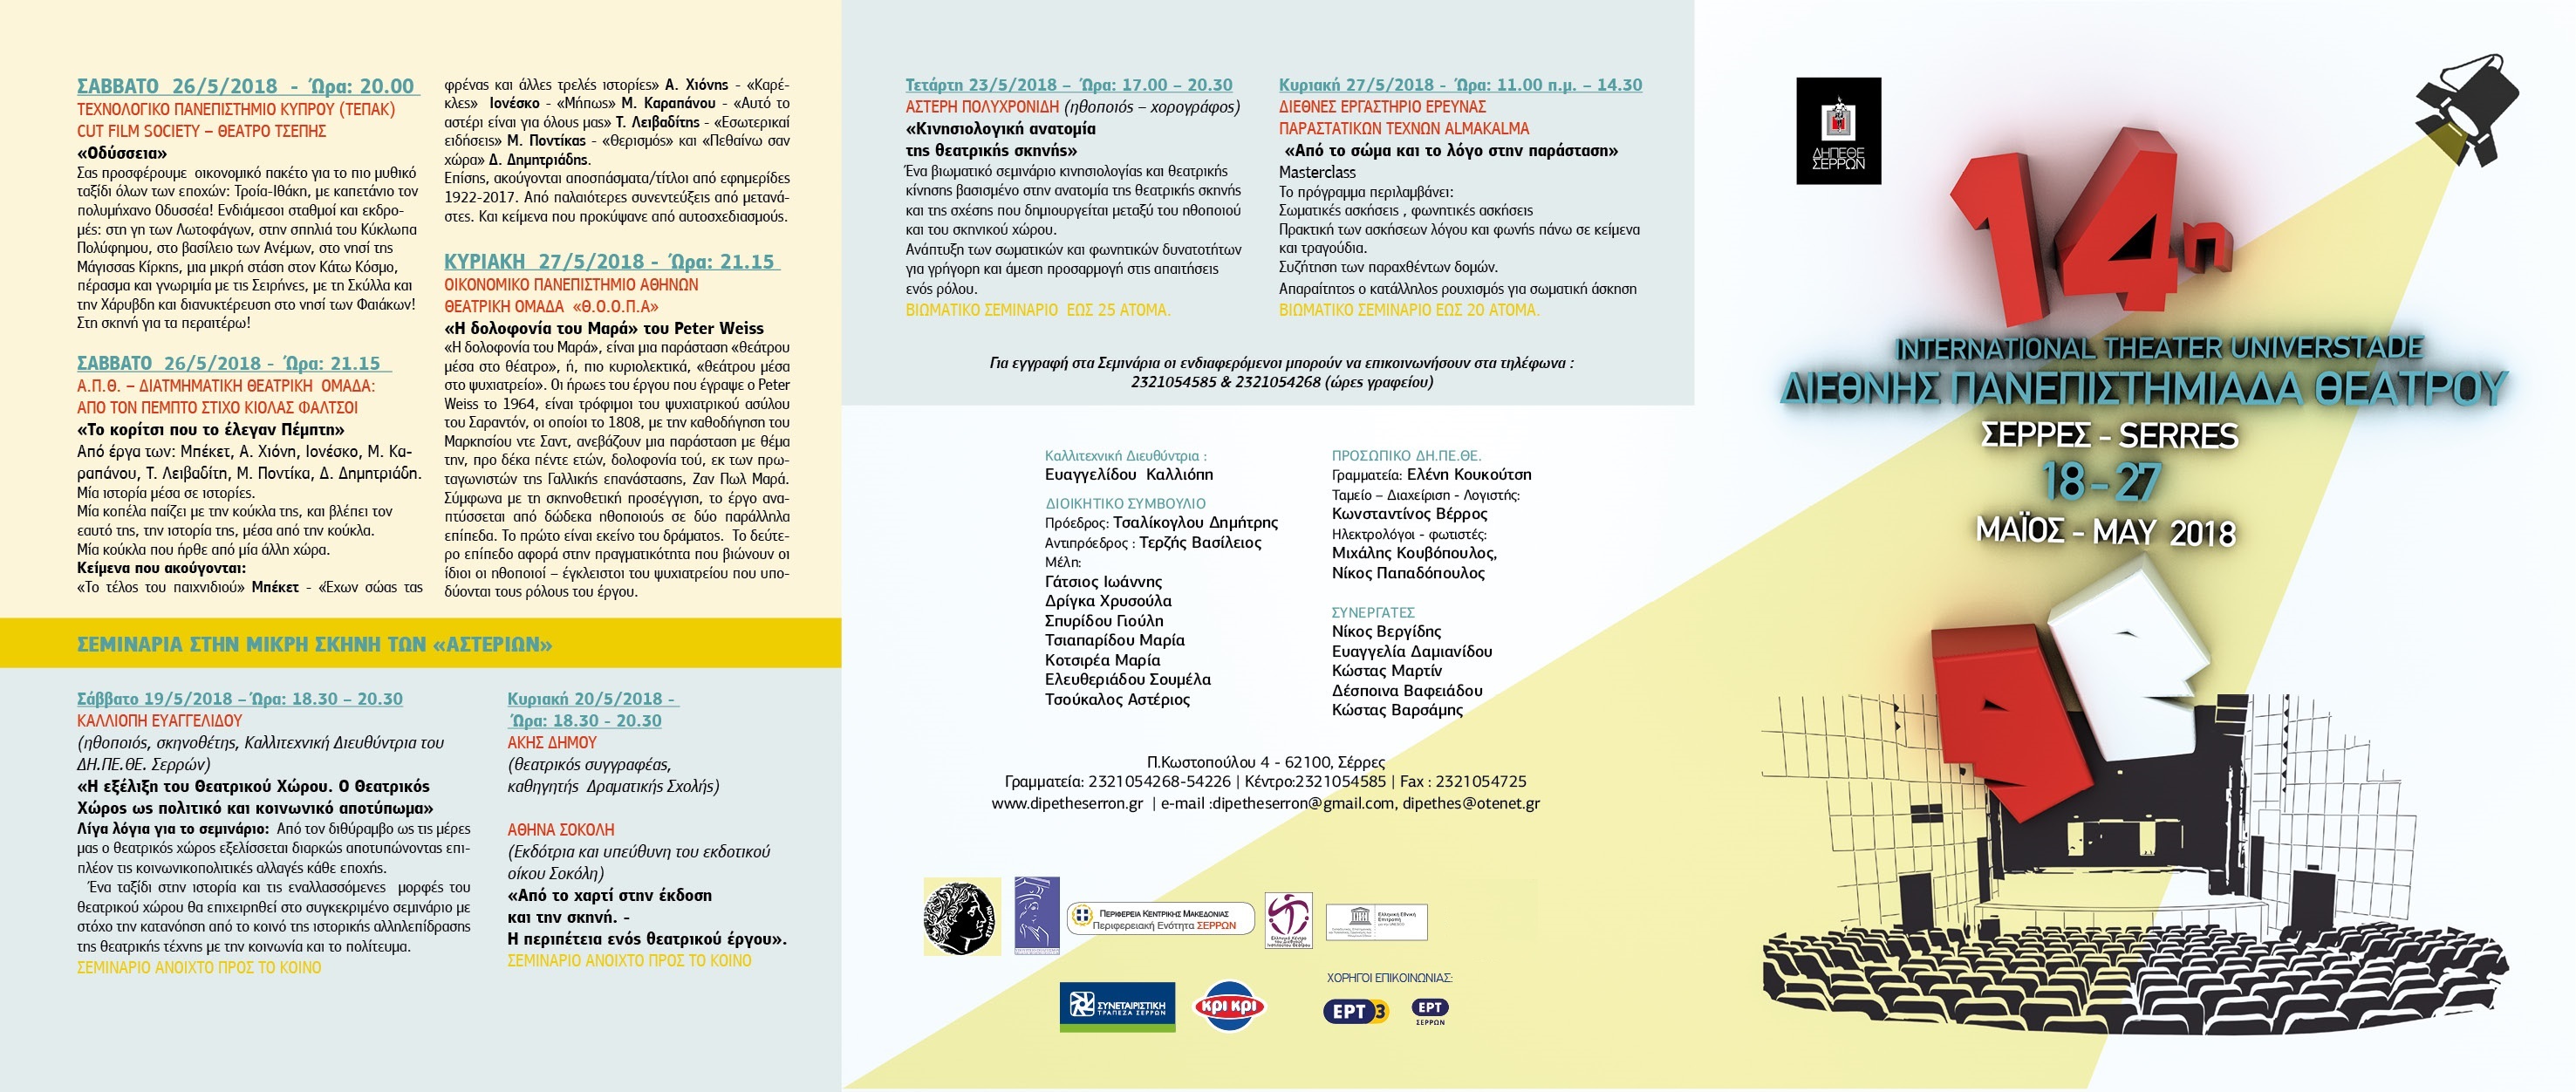 ΣΑΒΒΑΤΟ 26/5/2018 - Ώρα: 20.00
ΤΕΧΝΟΛΟΓΙΚΟ ΠΑΝΕΠΙΣΤΗΜΙΟ ΚΥΠΡΟΥ (ΤΕΠΑΚ)
CUT FILM SOCIETY – ΘΕΑΤΡΟ ΤΣΕΠΗΣ
«Οδύσσεια»
Σας προσφέρουμε οικονομικό πακέτο για το πιο μυθικό
ταξίδι όλων των εποχών: Τροία-Ιθάκη, με καπετάνιο τον
πολυμήχανο Οδυσσέα! Ενδιάμεσοι σταθμοί και εκδρο-
μές: στη γη των Λωτοφάγων, στην σπηλιά του Κύκλωπα
Πολύφημου, στο βασίλειο των Ανέμων, στο νησί της
Μάγισσας Κίρκης, μια μικρή στάση στον Κάτω Κόσμο,
πέρασμα και γνωριμία με τις Σειρήνες, με τη Σκύλλα και
την Χάρυβδη και διανυκτέρευση στο νησί των Φαιάκων!
Στη σκηνή για τα περαιτέρω!
ΣΑΒΒΑΤΟ 26/5/2018 - Ώρα: 21.15
Α.Π.Θ. – ΔΙΑΤΜΗΜΑΤΙΚΗ ΘΕΑΤΡΙΚΗ ΟΜΑΔΑ:
ΑΠΟ ΤΟΝ ΠΕΜΠΤΟ ΣΤΙΧΟ ΚΙΟΛΑΣ ΦΑΛΤΣΟΙ
«Το κορίτσι που το έλεγαν Πέμπτη»
Από έργα των: Μπέκετ, Α. Χιόνη, Ιονέσκο, Μ. Κα-
ραπάνου, Τ. Λειβαδίτη, Μ. Ποντίκα, Δ. Δημητριάδη.
Μία ιστορία μέσα σε ιστορίες.
Μία κοπέλα παίζει με την κούκλα της, και βλέπει τον
εαυτό της, την ιστορία της, μέσα από την κούκλα.
Μία κούκλα που ήρθε από μία άλλη χώρα.
Κείμενα που ακούγονται:
«Το τέλος του παιχνιδιού» Μπέκετ - «Έχων σώας τας
φρένας και άλλες τρελές ιστορίες» Α. Χιόνης - «Καρέ-
κλες» Ιονέσκο - «Μήπως» Μ. Καραπάνου - «Αυτό το
αστέρι είναι για όλους μας» Τ. Λειβαδίτης - «Εσωτερικαί
ειδήσεις» Μ. Ποντίκας - «Θερισμός» και «Πεθαίνω σαν
χώρα» Δ. Δημητριάδης.
Επίσης, ακούγονται αποσπάσματα/τίτλοι από εφημερίδες
1922-2017. Από παλαιότερες συνεντεύξεις από μετανά-
στες. Και κείμενα που προκύψανε από αυτοσχεδιασμούς.
ΚΥΡΙΑΚΗ 27/5/2018 - Ώρα: 21.15
ΟΙΚΟΝΟΜΙΚΟ ΠΑΝΕΠΙΣΤΗΜΙΟ ΑΘΗΝΩΝ
ΘΕΑΤΡΙΚΗ ΟΜΑΔΑ «Θ.Ο.Ο.Π.Α»
«Η δολοφονία του Μαρά» του Peter Weiss
«Η δολοφονία του Μαρά», είναι μια παράσταση «θεάτρου
μέσα στο θέατρο», ή, πιο κυριολεκτικά, «θεάτρου μέσα
στο ψυχιατρείο». Οι ήρωες του έργου που έγραψε ο Peter
Weiss το 1964, είναι τρόφιμοι του ψυχιατρικού ασύλου
του Σαραντόν, οι οποίοι το 1808, με την καθοδήγηση του
Μαρκησίου ντε Σαντ, ανεβάζουν μια παράσταση με θέμα
την, προ δέκα πέντε ετών, δολοφονία τού, εκ των πρω-
ταγωνιστών της Γαλλικής επανάστασης, Ζαν Πωλ Μαρά.
Σύμφωνα με τη σκηνοθετική προσέγγιση, το έργο ανα-
πτύσσεται από δώδεκα ηθοποιούς σε δύο παράλληλα
επίπεδα. Το πρώτο είναι εκείνο του δράματος. Το δεύτε-
ρο επίπεδο αφορά στην πραγματικότητα που βιώνουν οι
ίδιοι οι ηθοποιοί – έγκλειστοι του ψυχιατρείου που υπο-
δύονται τους ρόλους του έργου.
ΣΕΜΙΝΑΡΙΑ ΣΤΗΝ ΜΙΚΡΗ ΣΚΗΝΗ ΤΩΝ «ΑΣΤΕΡΙΩΝ»
Σάββατο 19/5/2018 – Ώρα: 18.30 – 20.30
ΚΑΛΛΙΟΠΗ ΕΥΑΓΓΕΛΙΔΟΥ
(ηθοποιός, σκηνοθέτης, Καλλιτεχνική Διευθύντρια του
ΔΗ.ΠΕ.ΘΕ. Σερρών)
«Η εξέλιξη του Θεατρικού Χώρου. Ο Θεατρικός
Χώρος ως πολιτικό και κοινωνικό αποτύπωμα»
Λίγα λόγια για το σεμινάριο: Από τον διθύραμβο ως τις μέρες
μας ο θεατρικός χώρος εξελίσσεται διαρκώς αποτυπώνοντας επι-
πλέον τις κοινωνικοπολιτικές αλλαγές κάθε εποχής.
Ένα ταξίδι στην ιστορία και τις εναλλασσόμενες μορφές του
θεατρικού χώρου θα επιχειρηθεί στο συγκεκριμένο σεμινάριο με
στόχο την κατανόηση από το κοινό της ιστορικής αλληλεπίδρασης
της θεατρικής τέχνης με την κοινωνία και το πολίτευμα.
ΣΕΜΙΝΑΡΙΟ ΑΝΟΙΧΤΟ ΠΡΟΣ ΤΟ ΚΟΙΝΟ
Κυριακή 20/5/2018 -
Ώρα: 18.30 - 20.30
ΑΚΗΣ ΔΗΜΟΥ
(θεατρικός συγγραφέας,
καθηγητής Δραματικής Σχολής)
ΑΘΗΝΑ ΣΟΚΟΛΗ
(Εκδότρια και υπεύθυνη του εκδοτικού
οίκου Σοκόλη)
«Από το χαρτί στην έκδοση
και την σκηνή. -
Η περιπέτεια ενός θεατρικού έργου».
ΣΕΜΙΝΑΡΙΟ ΑΝΟΙΧΤΟ ΠΡΟΣ ΤΟ ΚΟΙΝΟ
Τετάρτη 23/5/2018 – Ώρα: 17.00 – 20.30
ΑΣΤΕΡΗ ΠΟΛΥΧΡΟΝΙΔΗ (ηθοποιός – χορογράφος)
«Κινησιολογική ανατομία
της θεατρικής σκηνής»
Ένα βιωματικό σεμινάριο κινησιολογίας και θεατρικής
κίνησης βασισμένο στην ανατομία της θεατρικής σκηνής
και της σχέσης που δημιουργείται μεταξύ του ηθοποιού
και του σκηνικού χώρου.
Ανάπτυξη των σωματικών και φωνητικών δυνατοτήτων
για γρήγορη και άμεση προσαρμογή στις απαιτήσεις
ενός ρόλου.
ΒΙΩΜΑΤΙΚΟ ΣΕΜΙΝΑΡΙΟ ΕΩΣ 25 ΑΤΟΜΑ.
Κυριακή 27/5/2018 - Ώρα: 11.00 π.μ. – 14.30
ΔΙΕΘΝΕΣ ΕΡΓΑΣΤΗΡΙΟ ΕΡΕΥΝΑΣ
ΠΑΡΑΣΤΑΤΙΚΩΝ ΤΕΧΝΩΝ ALMAKALMA
«Από το σώμα και το λόγο στην παράσταση»
Masterclass
Το πρόγραμμα περιλαμβάνει:
Σωματικές ασκήσεις , φωνητικές ασκήσεις
Πρακτική των ασκήσεων λόγου και φωνής πάνω σε κείμενα
και τραγούδια.
Συζήτηση των παραχθέντων δομών.
Απαραίτητος ο κατάλληλος ρουχισμός για σωματική άσκηση
ΒΙΩΜΑΤΙΚΟ ΣΕΜΙΝΑΡΙΟ ΕΩΣ 20 ΑΤΟΜΑ.
Για εγγραφή στα Σεμινάρια οι ενδιαφερόμενοι μπορούν να επικοινωνήσουν στα τηλέφωνα :
2321054585 & 2321054268 (ώρες γραφείου)
Καλλιτεχνική Διευθύντρια :
Ευαγγελίδου Καλλιόπη
ΔΙΟΙΚΗΤΙΚΟ ΣΥΜΒΟΥΛΙΟ
Πρόεδρος: Τσαλίκογλου Δημήτρης
Αντιπρόεδρος : Τερζής Βασίλειος
Μέλη:
Γάτσιος Ιωάννης
Δρίγκα Χρυσούλα
Σπυρίδου Γιούλη
Τσιαπαρίδου Μαρία
Κοτσιρέα Μαρία
Ελευθεριάδου Σουμέλα
Τσούκαλος Αστέριος
ΠΡΟΣΩΠΙΚΟ ΔΗ.ΠΕ.ΘΕ.
Γραμματεία: Ελένη Κουκούτση
Ταμείο – Διαχείριση - Λογιστής:
Κωνσταντίνος Βέρρος
Ηλεκτρολόγοι - φωτιστές:
Μιχάλης Κουβόπουλος,
Νίκος Παπαδόπουλος
ΣΥΝΕΡΓΑΤΕΣ
Νίκος Βεργίδης
Ευαγγελία Δαμιανίδου
Κώστας Μαρτίν
Δέσποινα Βαφειάδου
Κώστας Βαρσάμης
Π.Κωστοπούλου 4 - 62100, Σέρρες
Γραμματεία: 2321054268-54226 | Κέντρο:2321054585 | Fax : 2321054725
www.dipetheserron.gr | e-mail :dipetheserron@gmail.com, dipethes@otenet.gr
ΠΕΡΙΦΕΡΕΙΑ ΚΕΝΤΡΙΚΗΣ ΜΑΚΕΔΟΝΙΑΣ
Περιφερειακή Ενότητα ΣΕΡΡΩΝ
Ελληνικό Κέντρο
του Διεθνούς
Ινστιτούτου Θεάτρου
Ελληνική Εθνική
Επιτροπή
ΣΥΝΕΤΑΙΡΙΣΤΙΚΗ
ΤΡΑΠΕΖΑ ΣΕΡΡΩΝ
ΚΡΙ ΚΡΙ
ΧΟΡΗΓΟΙ ΕΠΙΚΟΙΝΩΝΙΑΣ:
ΕΡΤ3
ΕΡΤ
ΣΕΡΡΩΝ
ΔΗΠΕΘΕ
ΣΕΡΡΩΝ
14η
INTERNATIONAL THEATER UNIVERSTADE
ΔΙΕΘΝΗΣ ΠΑΝΕΠΙΣΤΗΜΙΑΔΑ ΘΕΑΤΡΟΥ
ΣΕΡΡΕΣ - SERRES
18 - 27
ΜΑΪΟΣ - MAY 2018